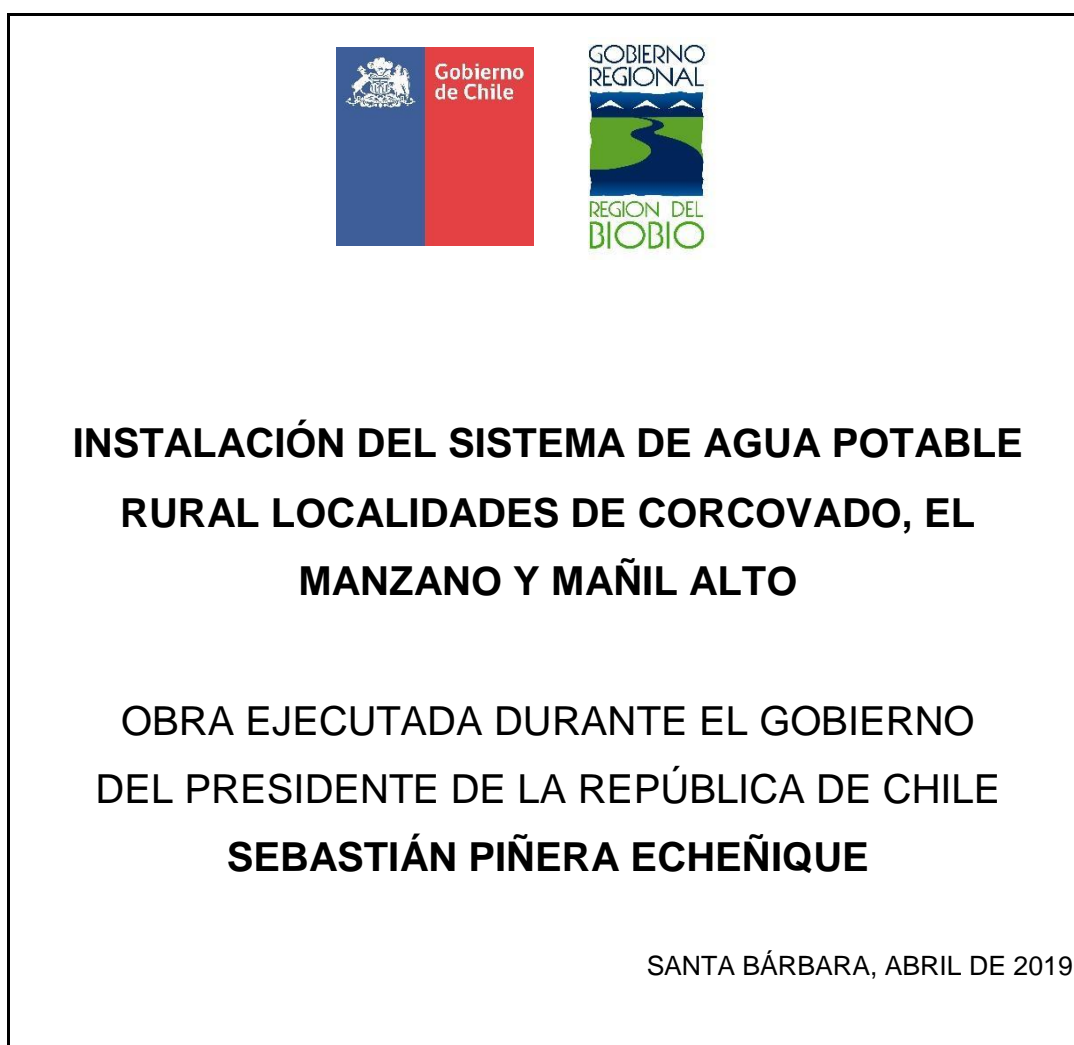 Gobierno
de Chile
GOBIERNO
REGIONAL
REGION DEL
BIOBIO
INSTALACIÓN DEL SISTEMA DE AGUA POTABLE
RURAL LOCALIDADES DE CORCOVADO, EL
MANZANO Y MAÑIL ALTO
OBRA EJECUTADA DURANTE EL GOBIERNO
DEL PRESIDENTE DE LA REPÚBLICA DE CHILE
SEBASTIÁN PIÑERA ECHEÑIQUE
SANTA BÁRBARA, ABRIL DE 2019